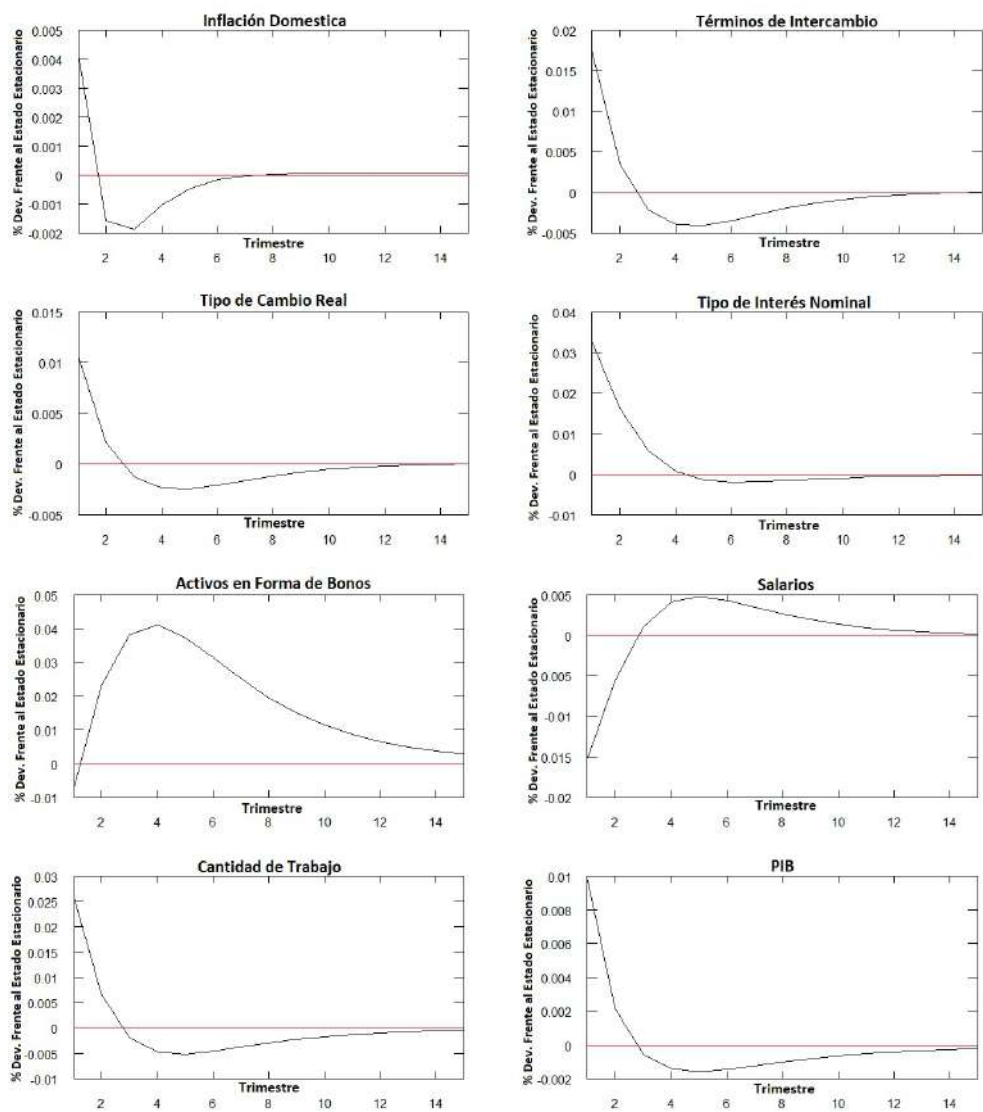 Inflación Domestica
% Dev. Frente al Estado Estacionario
0.005
0.004
0.003
0.002
0.001
0
-0.001
-0.002
Trimestre
2 4 6 8 10 12 14
Términos de Intercambio
% Dev. Frente al Estado Estacionario
0.02
0.015
0.01
0.005
0
-0.005
Trimestre
2 4 6 8 10 12 14
Tipo de Cambio Real
% Dev. Frente al Estado Estacionario
0.015
0.01
0.005
0
-0.005
Trimestre
2 4 6 8 10 12 14
Tipo de Interés Nominal
% Dev. Frente al Estado Estacionario
0.04
0.03
0.02
0.01
0
-0.01
Trimestre
2 4 6 8 10 12 14
Activos en Forma de Bonos
% Dev. Frente al Estado Estacionario
0.05
0.04
0.03
0.02
0.01
0
-0.01
Trimestre
2 4 6 8 10 12 14
Salarios
% Dev. Frente al Estado Estacionario
0.005
0
-0.005
-0.01
0.015
-0.02
Trimestre
2 4 6 8 10 12 14
Cantidad de Trabajo
% Dev. Frente al Estado Estacionario
0.03
0.025
0.02
0.015
0.01
0.005
0
-0.005
-0.01
Trimestre
2 4 6 8 10 12 14
PIB
% Dev. Frente al Estado Estacionario
0.01
0.008
0.006
0.004
0.002
0
-0.002
Trimestre
2 4 6 8 10 12 14